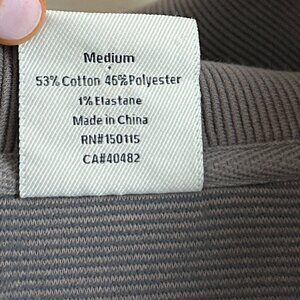 Medium
53% Cotton 46% Polyester
1% Elastane
Made in China
RN#150115
CA#40482